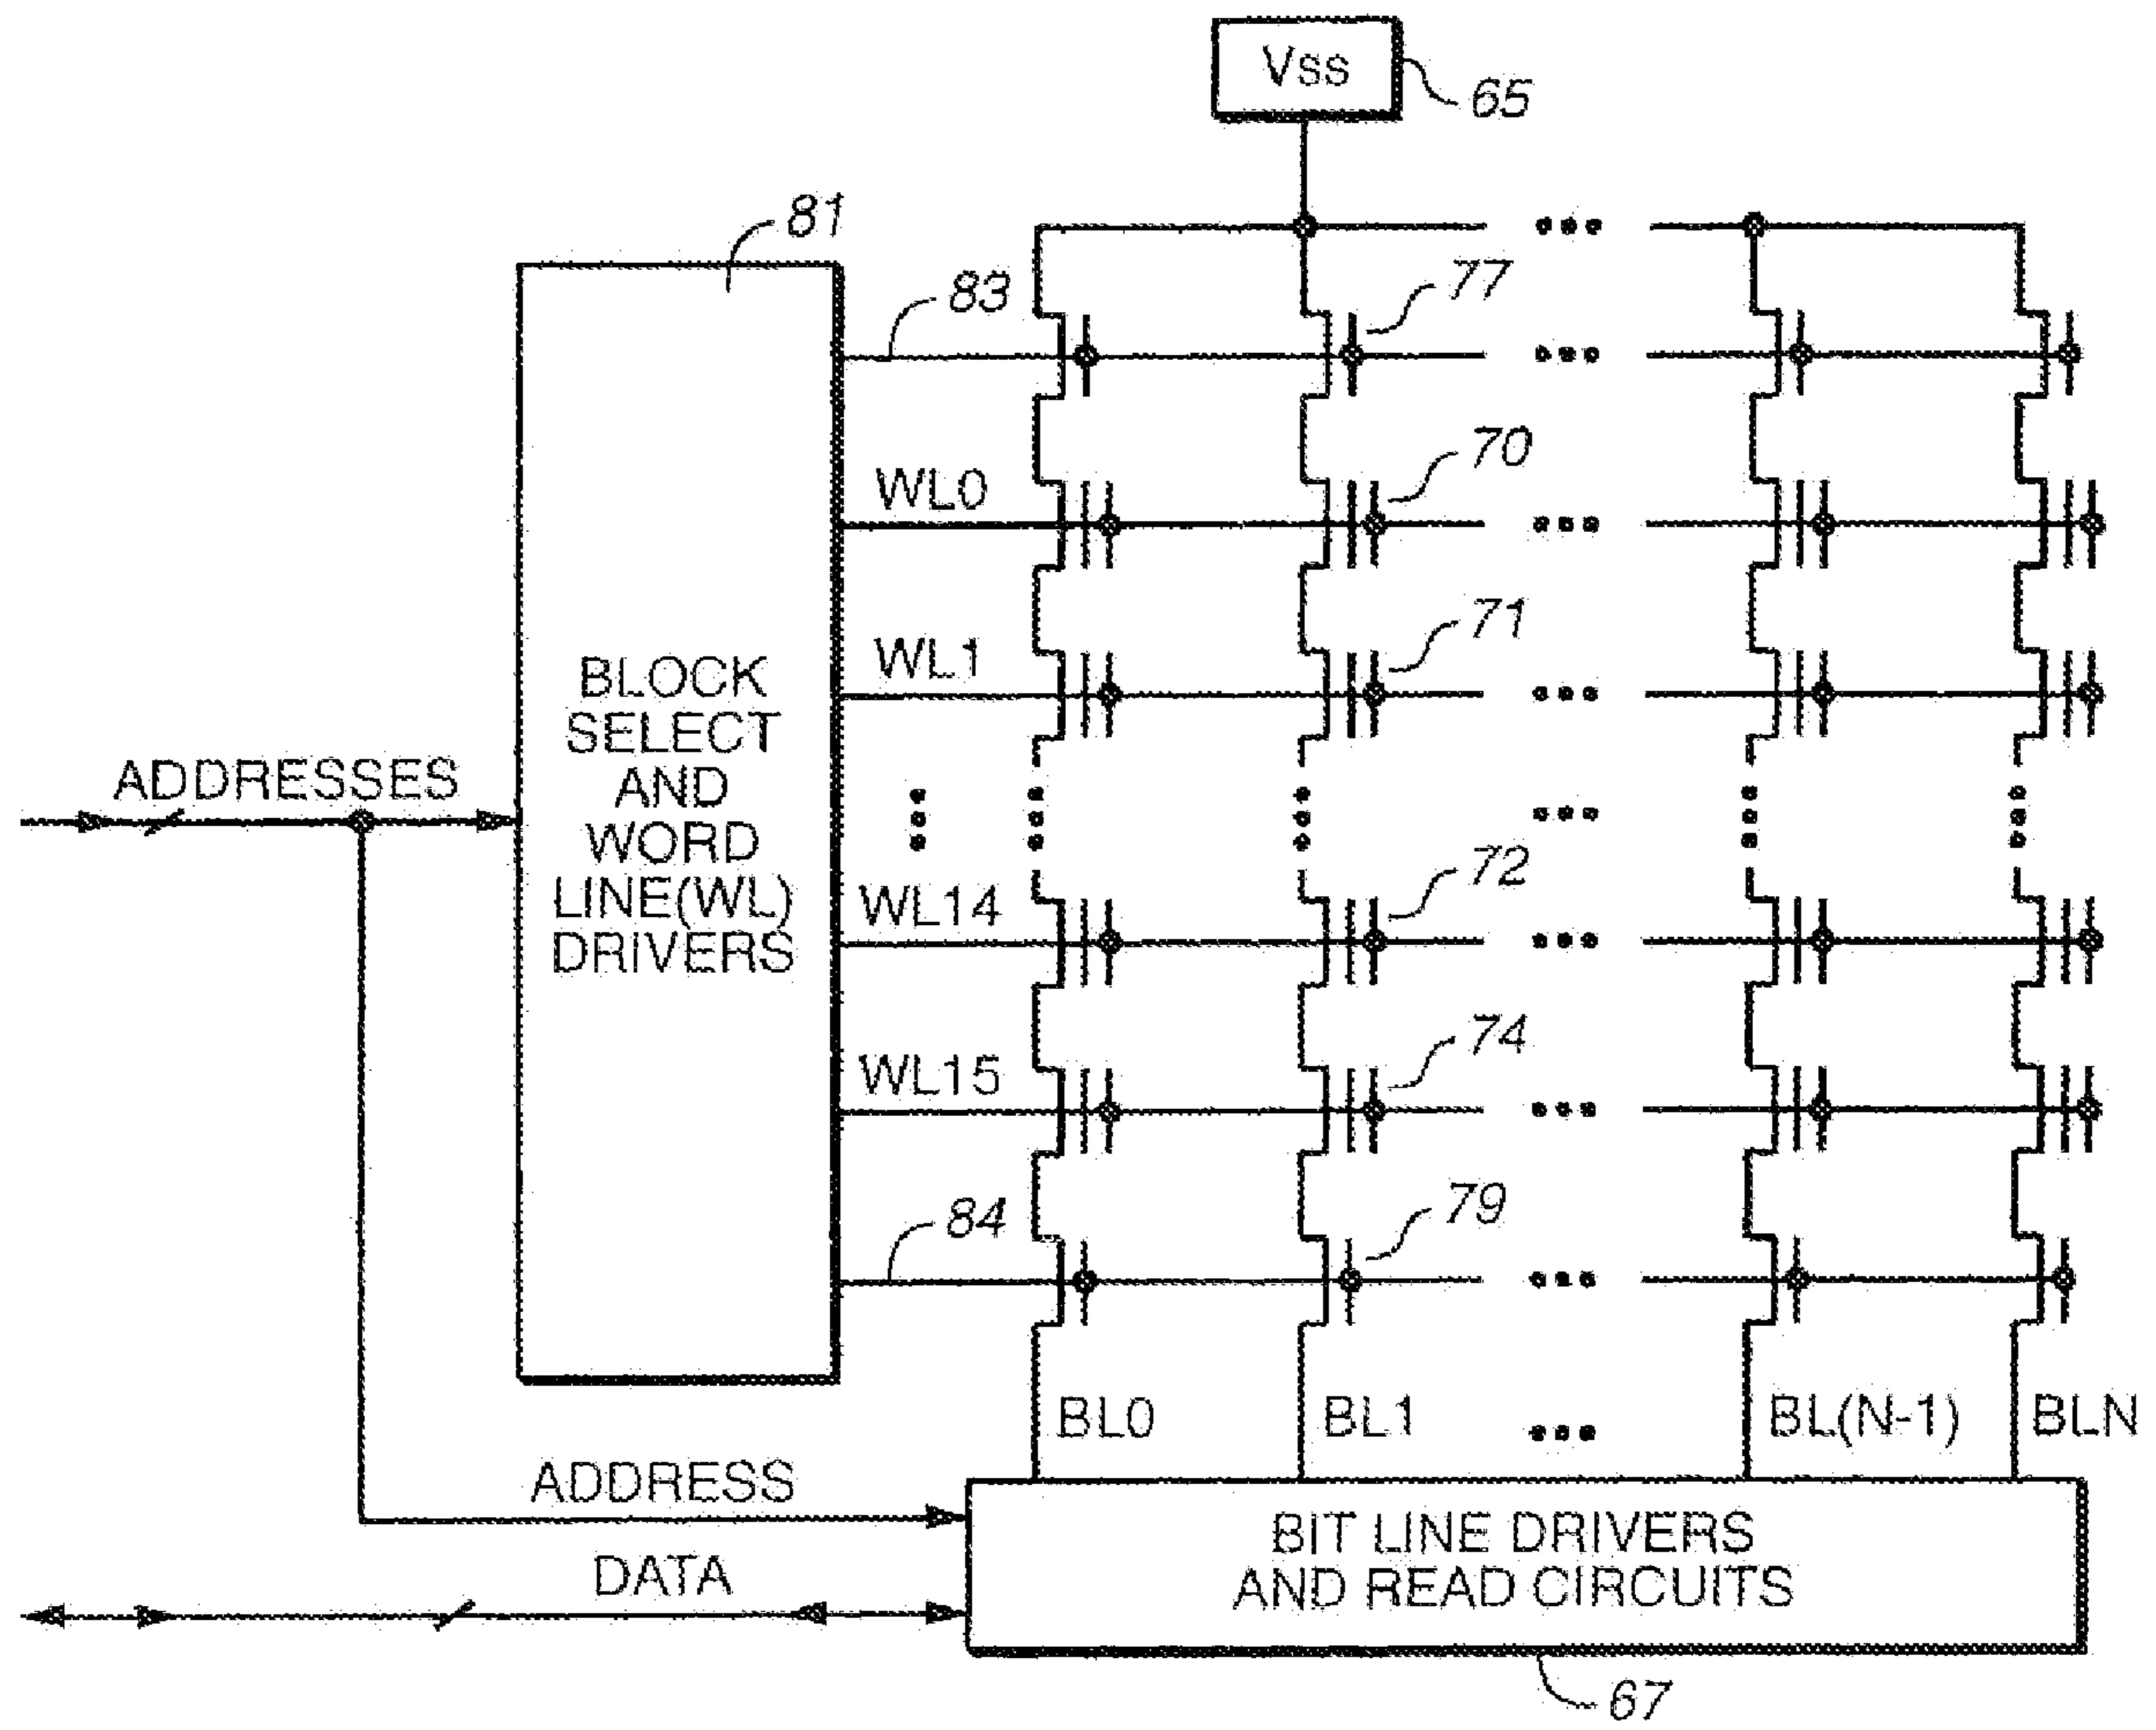 Vss
65
81
83
77
WL0
70
WL1
71
BLOCK
SELECT
AND
WORD
LINE(WL)
DRIVERS
ADDRESSES
WL14
72
WL15
74
84
79
BL0
BL1
BL(N-1)
BLN
ADDRESS
DATA
BIT LINE DRIVERS
AND READ CIRCUITS
67